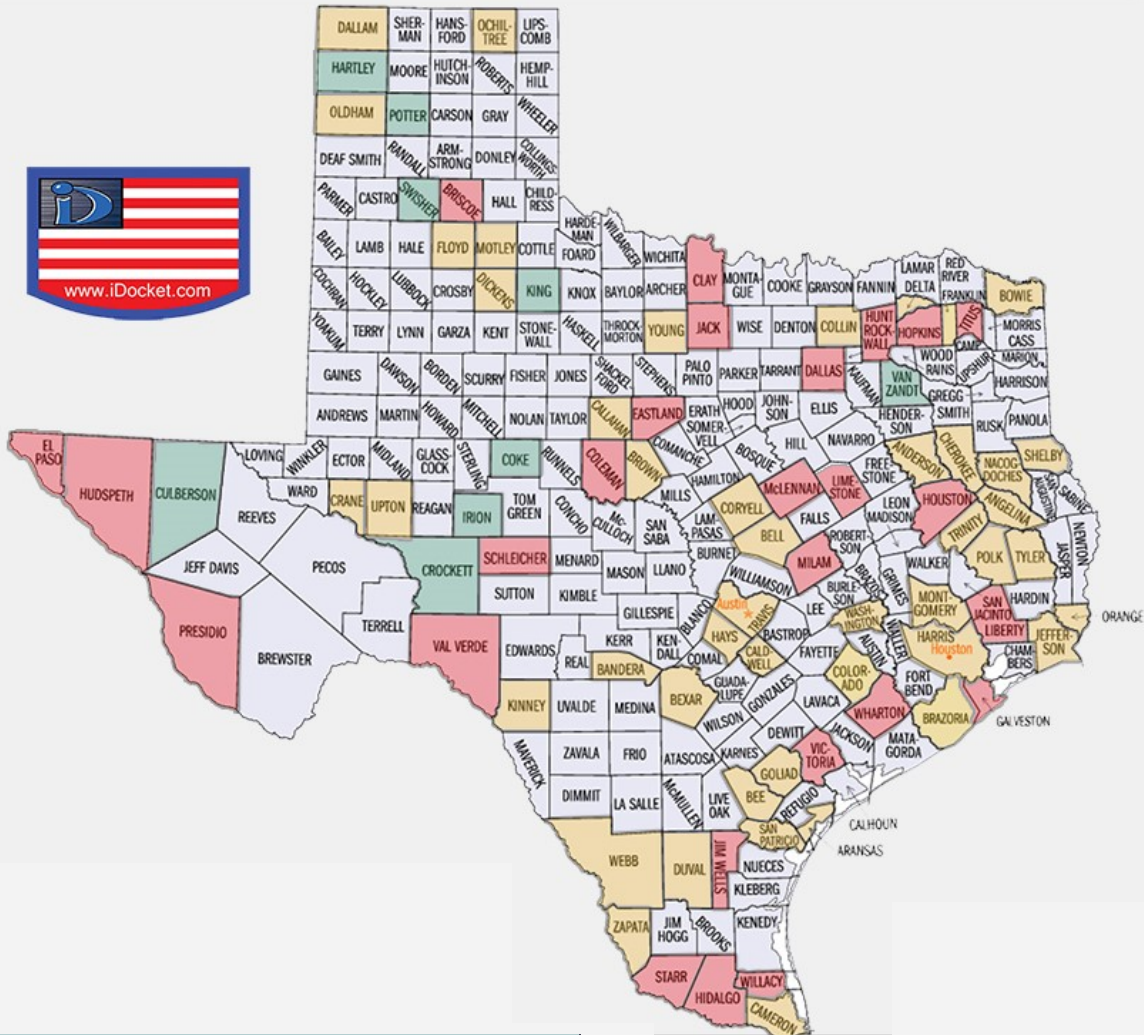 DALLAM SHER-MAN HANS-FORD OCHIL-TREE LIPS-COMB
HARTLEY MOORE HUTCH-INSON ROBERTS HEMP-HILL
OLDHAM POTTER CARSON GRAY WHEELER
DEAF SMITH RANDALL ARM-STRONG DONLEY COLLINGS-WORTH
PARMER CASTRO SWISHER BRISCOE HALL CHILD-RESS
iD
www.iDocket.com
BAILEY LAMB HALE FLOYD MOTLEY COTTLE HARDE-MAN FOARD WILBARGER WICHITA CLAY MONTA-GUE COOKE GRAYSON FANNIN LAMAR DELTA RED RIVER FRANKLIN BOWIE
COCHRAN HOCKLEY LUBBOCK CROSBY DICKENS KING KNOX BAYLOR ARCHER
YOAKUM TERRY LYNN GARZA KENT STONE-WALL HASKELL THROCK-MORTON YOUNG JACK WISE DENTON COLLIN HUNT ROCK-WALL HOPKINS TITUS CAMP MORRIS CASS
GAINES DAWSON BORDEN SCURRY FISHER JONES SHACKEL FORD STEPHENS PALO PINTO PARKER TARRANT DALLAS KAUFMAN VAN ZANDT WOOD RAINS UPSHUR MARION HARRISON
ANDREWS MARTIN HOWARD MITCHELL NOLAN TAYLOR CALLAHAN EASTLAND ERATH SOMER-VELL HOOD JOHN-SON ELLIS HENDER-SON GREGG SMITH RUSK PANOLA
EL PASO HUDSPETH CULBERSON LOVING WINKLER ECTOR MIDLAND GLASS-COCK STERLING COKE RUNNELS COLEMAN BROWN COMANCHE HAMILTON BOSQUE HILL NAVARRO ANDERSON CHEROKEE NACOG-DOCHES SHELBY
REEVES WARD CRANE UPTON REAGAN IRION TOM GREEN CONCHO MC-CULLOCH MILLS SAN SABA LAM-PASAS CORYELL McLENNAN LIME-STONE FREE-STONE LEON MADISON HOUSTON TRINITY ANGELINA SAN AUGUSTINE SABINE
JEFF DAVIS PECOS CROCKETT SCHLEICHER MENARD MASON LLANO BURNET BELL FALLS MILAM ROBERT-SON BRAZOS GRIMES WALKER POLK TYLER JASPER NEWTON
PRESIDIO BREWSTER TERRELL VAL VERDE SUTTON KIMBLE GILLESPIE BLANCO WILLIAMSON Austin TRAVIS BURLE-SON LEE WASH-INGTON MONT-GOMERY SAN JACINTO LIBERTY HARDIN ORANGE
EDWARDS REAL KERR KEN-DALL BANDERA COMAL HAYS CALD-WELL BASTROP FAYETTE AUSTIN WALLER HARRIS Houston CHAM-BERS JEFFER-SON
KINNEY UVALDE MEDINA BEXAR GUADA-LUPE GONZALES LAVACA COLOR-ADO FORT BEND BRAZORIA GALVESTON
MAVERICK ZAVALA FRIO ATASCOSA WILSON KARNES DEWITT VIC-TORIA JACKSON WHARTON MATA-GORDA
DIMMIT LA SALLE McMULLEN LIVE OAK BEE GOLIAD REFUGIO CALHOUN
WEBB DUVAL JIM WELLS SAN PATRICIO NUECES ARANSAS
KLEBERG
ZAPATA JIM HOGG BROOKS KENEDY
STARR HIDALGO WILLACY
CAMERON